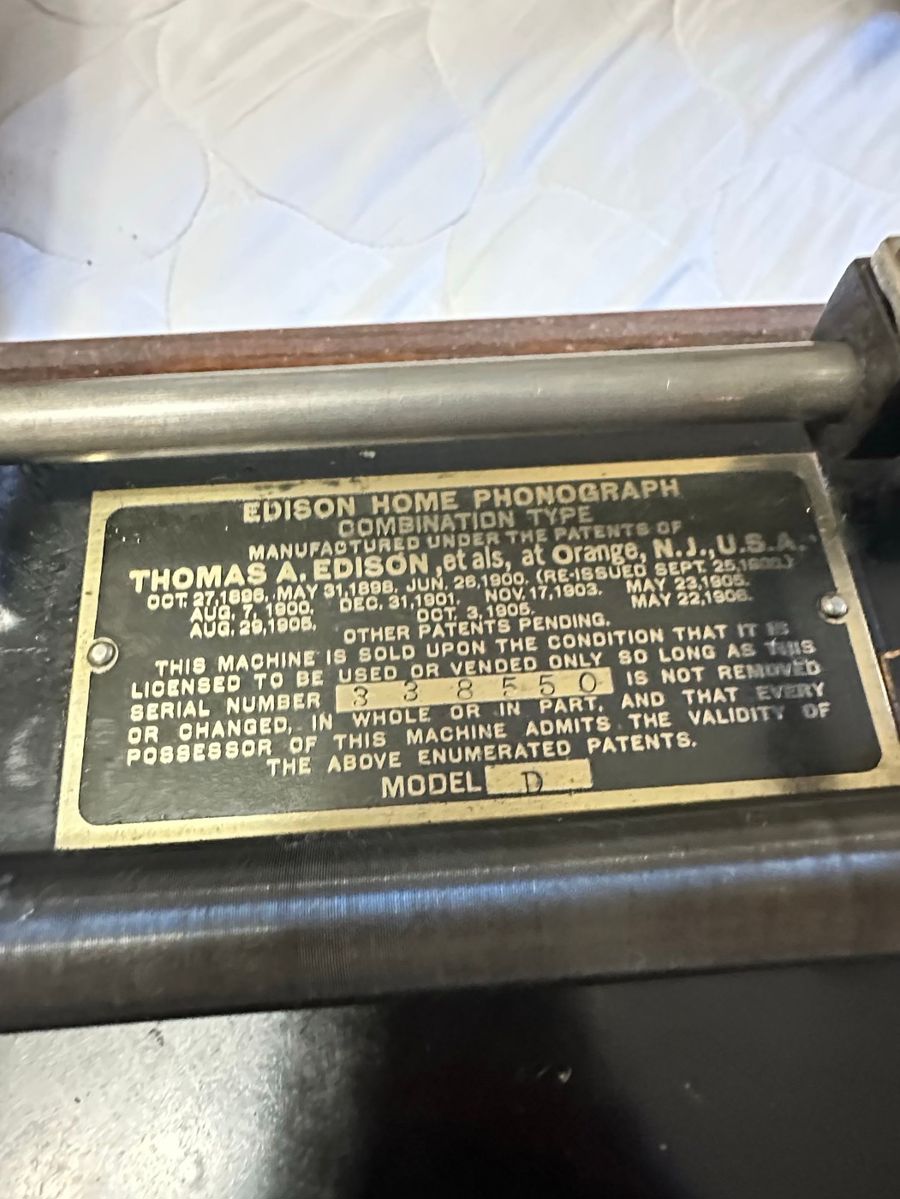 EDISON HOME PHONOGRAPH
COMBINATION TYPE
MANUFACTURED UNDER THE PATENTS OF
THOMAS A. EDISON, et als, at Orange, N.J., U.S.A.
OCT. 27, 1896. MAY 31, 1898. JUN. 26, 1900. (RE-ISSUED SEPT. 25, 1900.)
AUG. 7, 1900. DEC. 31, 1901. NOV. 17, 1903. MAY 23, 1905.
AUG. 29, 1905. OCT. 3, 1905. MAY 22, 1906.
OTHER PATENTS PENDING.
THIS MACHINE IS SOLD UPON THE CONDITION THAT IT IS
LICENSED TO BE USED OR VENDED ONLY SO LONG AS THIS
SERIAL NUMBER 338550 IS NOT REMOVED
OR CHANGED, IN WHOLE OR IN PART, AND THAT EVERY
POSSESSOR OF THIS MACHINE ADMITS THE VALIDITY OF
THE ABOVE ENUMERATED PATENTS.
MODEL D